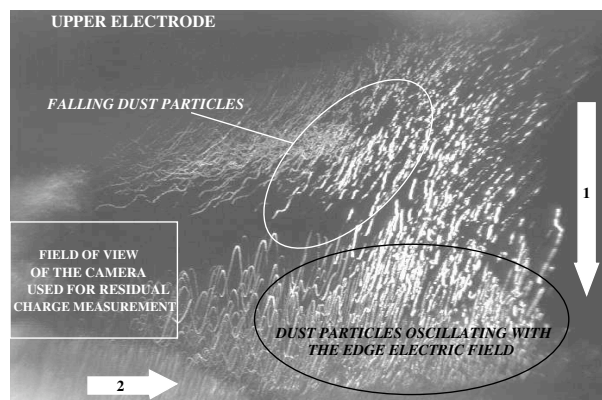 UPPER ELECTRODE
FALLING DUST PARTICLES
1
FIELD OF VIEW
OF THE CAMERA
USED FOR RESIDUAL
CHARGE MEASUREMENT
DUST PARTICLES OSCILLATING WITH
THE EDGE ELECTRIC FIELD
2